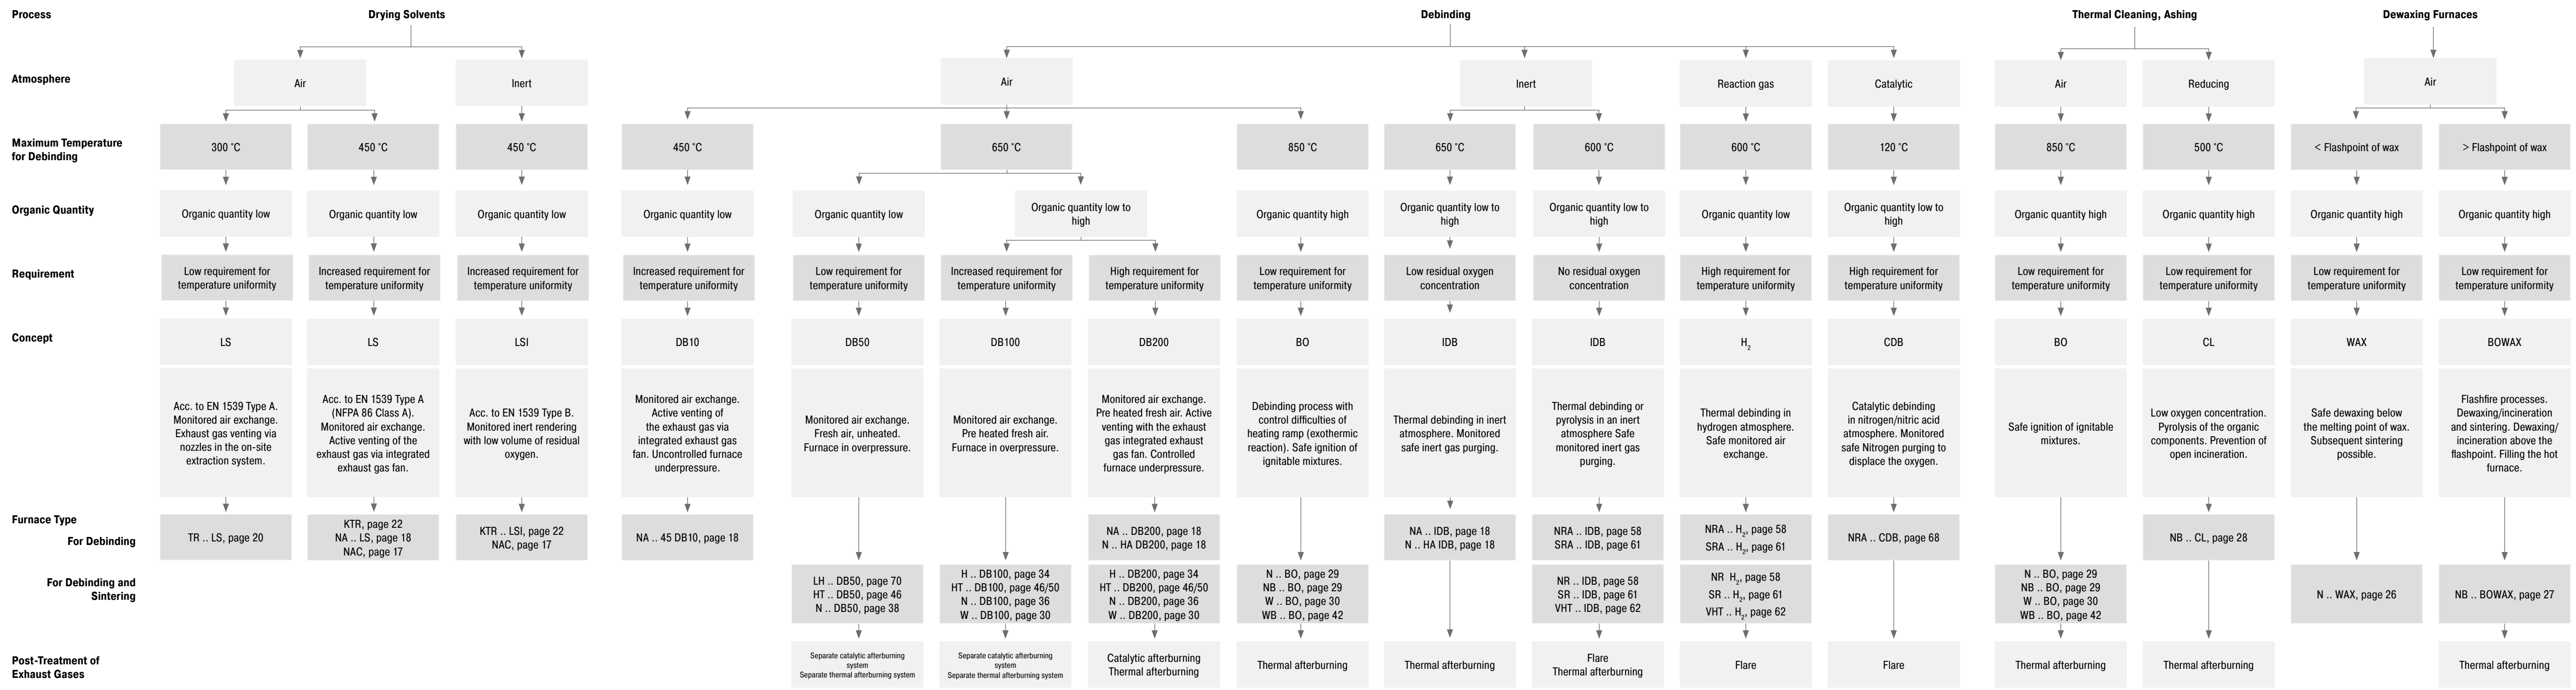 Process
Drying Solvents
Debinding
Thermal Cleaning, Ashing
Dewaxing Furnaces
Atmosphere
Air
Inert
Air
Inert
Reaction gas
Catalytic
Air
Reducing
Air
Maximum Temperature
for Debinding
300 °C
450 °C
450 °C
450 °C
650 °C
850 °C
650 °C
600 °C
600 °C
120 °C
850 °C
500 °C
< Flashpoint of wax
> Flashpoint of wax
Organic Quantity
Organic quantity low
Organic quantity low
Organic quantity low
Organic quantity low
Organic quantity low
Organic quantity low to
high
Organic quantity high
Organic quantity low to
high
Organic quantity low to
high
Organic quantity low
Organic quantity low to
high
Organic quantity high
Organic quantity high
Organic quantity high
Organic quantity high
Requirement
Low requirement for
temperature uniformity
Increased requirement for
temperature uniformity
Increased requirement for
temperature uniformity
Increased requirement for
temperature uniformity
Low requirement for
temperature uniformity
Increased requirement for
temperature uniformity
High requirement for
temperature uniformity
Low requirement for
temperature uniformity
Low residual oxygen
concentration
No residual oxygen
concentration
High requirement for
temperature uniformity
High requirement for
temperature uniformity
Low requirement for
temperature uniformity
Low requirement for
temperature uniformity
Low requirement for
temperature uniformity
Low requirement for
temperature uniformity
Concept
LS
LS
LSI
DB10
DB50
DB100
DB200
BO
IDB
IDB
H₂
CDB
BO
CL
WAX
BOWAX
Acc. to EN 1539 Type A.
Monitored air exchange.
Exhaust gas venting via
nozzles in the on-site
extraction system.
Acc. to EN 1539 Type A
(NFPA 86 Class A).
Monitored air exchange.
Active venting of the
exhaust gas via integrated
exhaust gas fan.
Acc. to EN 1539 Type B.
Monitored inert rendering
with low volume of residual
oxygen.
Monitored air exchange.
Active venting of
the exhaust gas via
integrated exhaust gas
fan. Uncontrolled furnace
underpressure.
Monitored air exchange.
Fresh air, unheated.
Furnace in overpressure.
Monitored air exchange.
Pre heated fresh air.
Furnace in overpressure.
Monitored air exchange.
Pre heated fresh air. Active
venting with the exhaust
gas integrated exhaust
gas fan. Controlled
furnace underpressure.
Debinding process with
control difficulties of
heating ramp (exothermic
reaction). Safe ignition of
ignitable mixtures.
Thermal debinding in inert
atmosphere. Monitored
safe inert gas purging.
Thermal debinding or
pyrolysis in an inert
atmosphere Safe
monitored inert gas
purging.
Thermal debinding in
hydrogen atmosphere.
Safe monitored air
exchange.
Catalytic debinding
in nitrogen/nitric acid
atmosphere. Monitored
safe Nitrogen purging to
displace the oxygen.
Safe ignition of ignitable
mixtures.
Low oxygen concentration.
Pyrolysis of the organic
components. Prevention of
open incineration.
Safe dewaxing below
the melting point of wax.
Subsequent sintering
possible.
Flashfire processes.
Dewaxing/incineration
and sintering. Dewaxing/
incineration above the
flashpoint. Filling the hot
furnace.
Furnace Type
For Debinding
TR .. LS, page 20
KTR, page 22
NA .. LS, page 18
NAC, page 17
KTR .. LSI, page 22
NAC, page 17
NA .. 45 DB10, page 18
NA .. DB200, page 18
N .. HA DB200, page 18
NA .. IDB, page 18
N .. HA IDB, page 18
NRA .. IDB, page 58
SRA .. IDB, page 61
NRA .. H₂, page 58
SRA .. H₂, page 61
NRA .. CDB, page 68
NB .. CL, page 28
For Debinding and
Sintering
LH .. DB50, page 70
HT .. DB50, page 46
N .. DB50, page 38
H .. DB100, page 34
HT .. DB100, page 46/50
N .. DB100, page 36
W .. DB100, page 30
H .. DB200, page 34
HT .. DB200, page 46/50
N .. DB200, page 36
W .. DB200, page 30
N .. BO, page 29
NB .. BO, page 29
W .. BO, page 30
WB .. BO, page 42
NR .. IDB, page 58
SR .. IDB, page 61
VHT .. IDB, page 62
NR H₂, page 58
SR .. H₂, page 61
VHT .. H₂, page 62
N .. BO, page 29
NB .. BO, page 29
W .. BO, page 30
WB .. BO, page 42
N .. WAX, page 26
NB .. BOWAX, page 27
Post-Treatment of
Exhaust Gases
Separate catalytic afterburning
system
Separate thermal afterburning system
Separate catalytic afterburning
system
Separate thermal afterburning system
Catalytic afterburning
Thermal afterburning
Thermal afterburning
Thermal afterburning
Flare
Thermal afterburning
Flare
Flare
Thermal afterburning
Thermal afterburning
Thermal afterburning